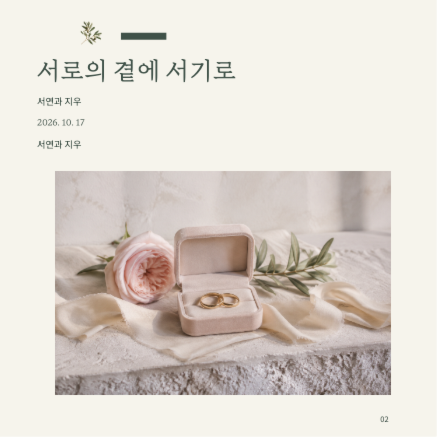 서로의 곁에 서기로
서연과 지우
2026. 10. 17
서연과 지우
02